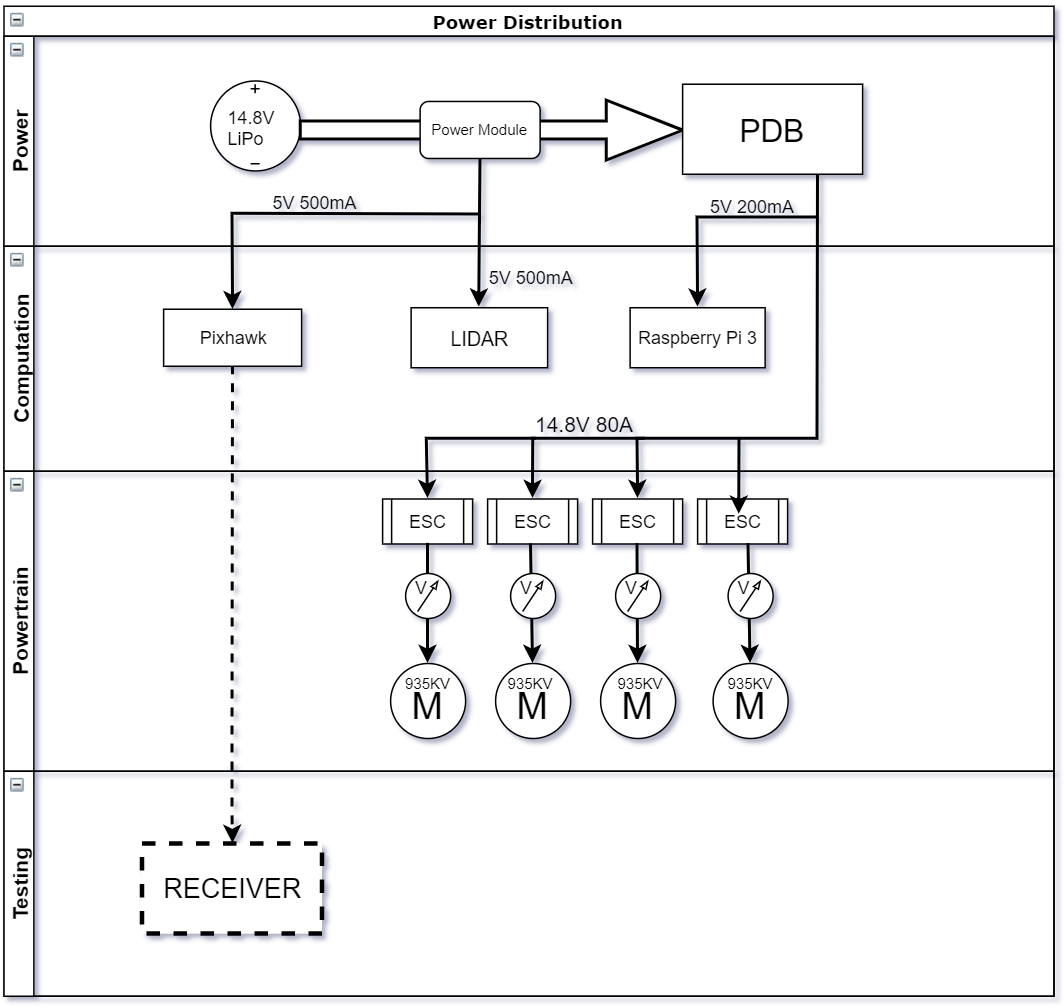 Power Distribution
Power
+
14.8V
LiPo
−
Power Module
PDB
5V 500mA
5V 200mA
Computation
5V 500mA
Pixhawk
LIDAR
Raspberry Pi 3
14.8V 80A
Powertrain
ESC
ESC
ESC
ESC
V
V
V
V
935KV
M
935KV
M
935KV
M
935KV
M
Testing
RECEIVER